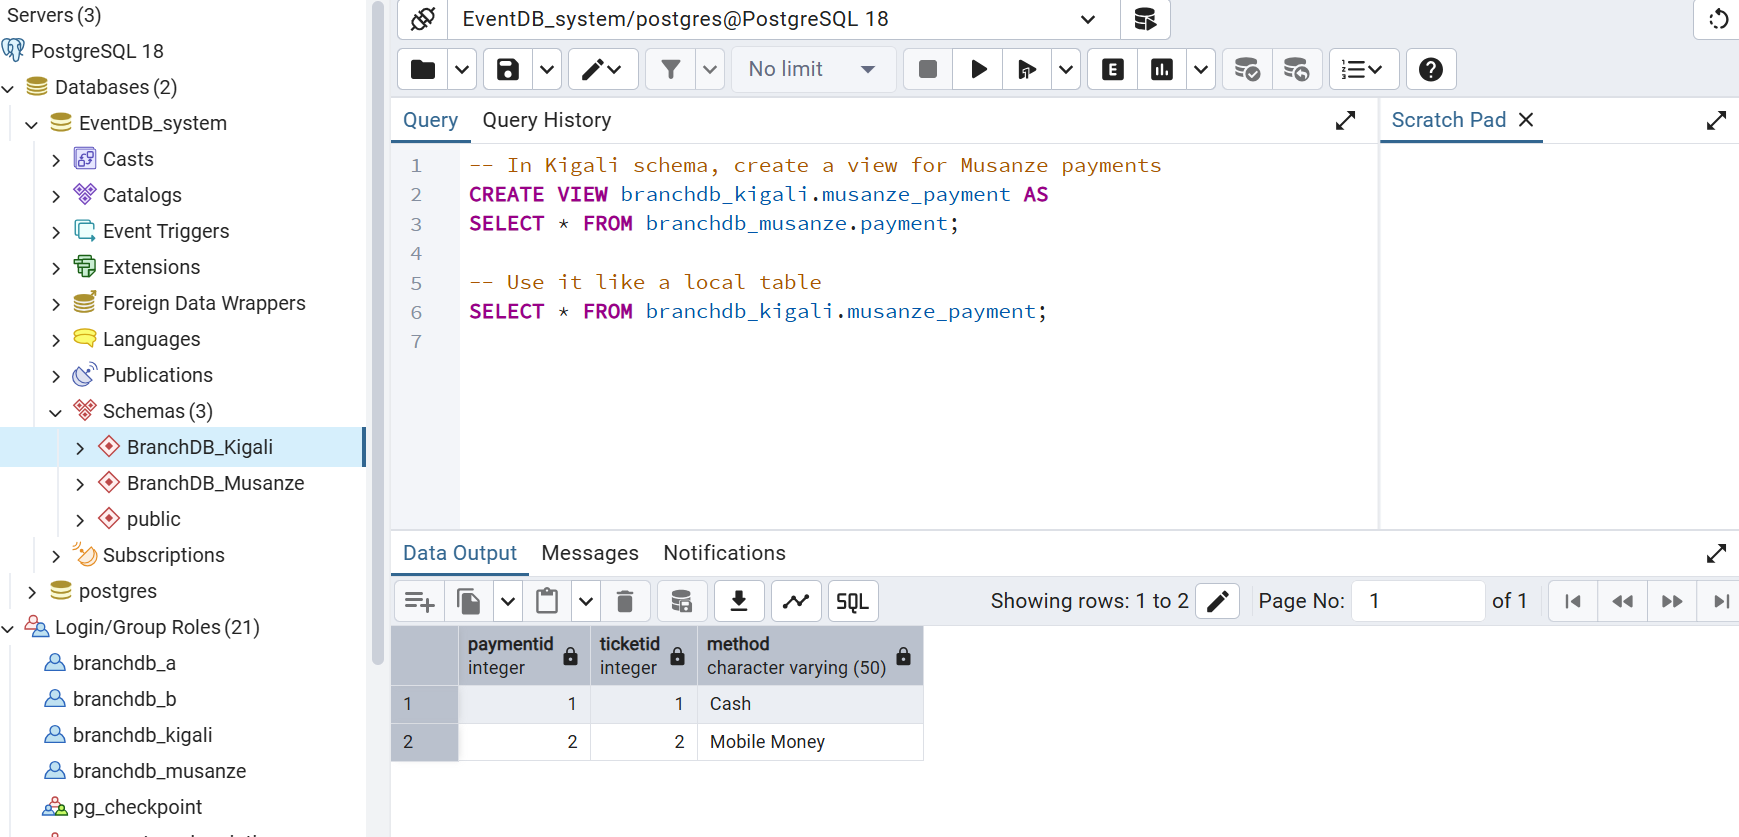 Servers (3)
PostgreSQL 18
Databases (2)
EventDB_system
Casts
Catalogs
Event Triggers
Extensions
Foreign Data Wrappers
Languages
Publications
Schemas (3)
BranchDB_Kigali
BranchDB_Musanze
public
Subscriptions
postgres
Login/Group Roles (21)
branchdb_a
branchdb_b
branchdb_kigali
branchdb_musanze
pg_checkpoint
EventDB_system/postgres@PostgreSQL 18
No limit
E
Query Query History
Scratch Pad
1 -- In Kigali schema, create a view for Musanze payments
2 CREATE VIEW branchdb_kigali.musanze_payment AS
3 SELECT * FROM branchdb_musanze.payment;
4
5 -- Use it like a local table
6 SELECT * FROM branchdb_kigali.musanze_payment;
7
Data Output Messages Notifications
SQL Showing rows: 1 to 2 Page No: 1 of 1
paymentid ticketid method
integer integer character varying (50)
1 1 1 Cash
2 2 2 Mobile Money